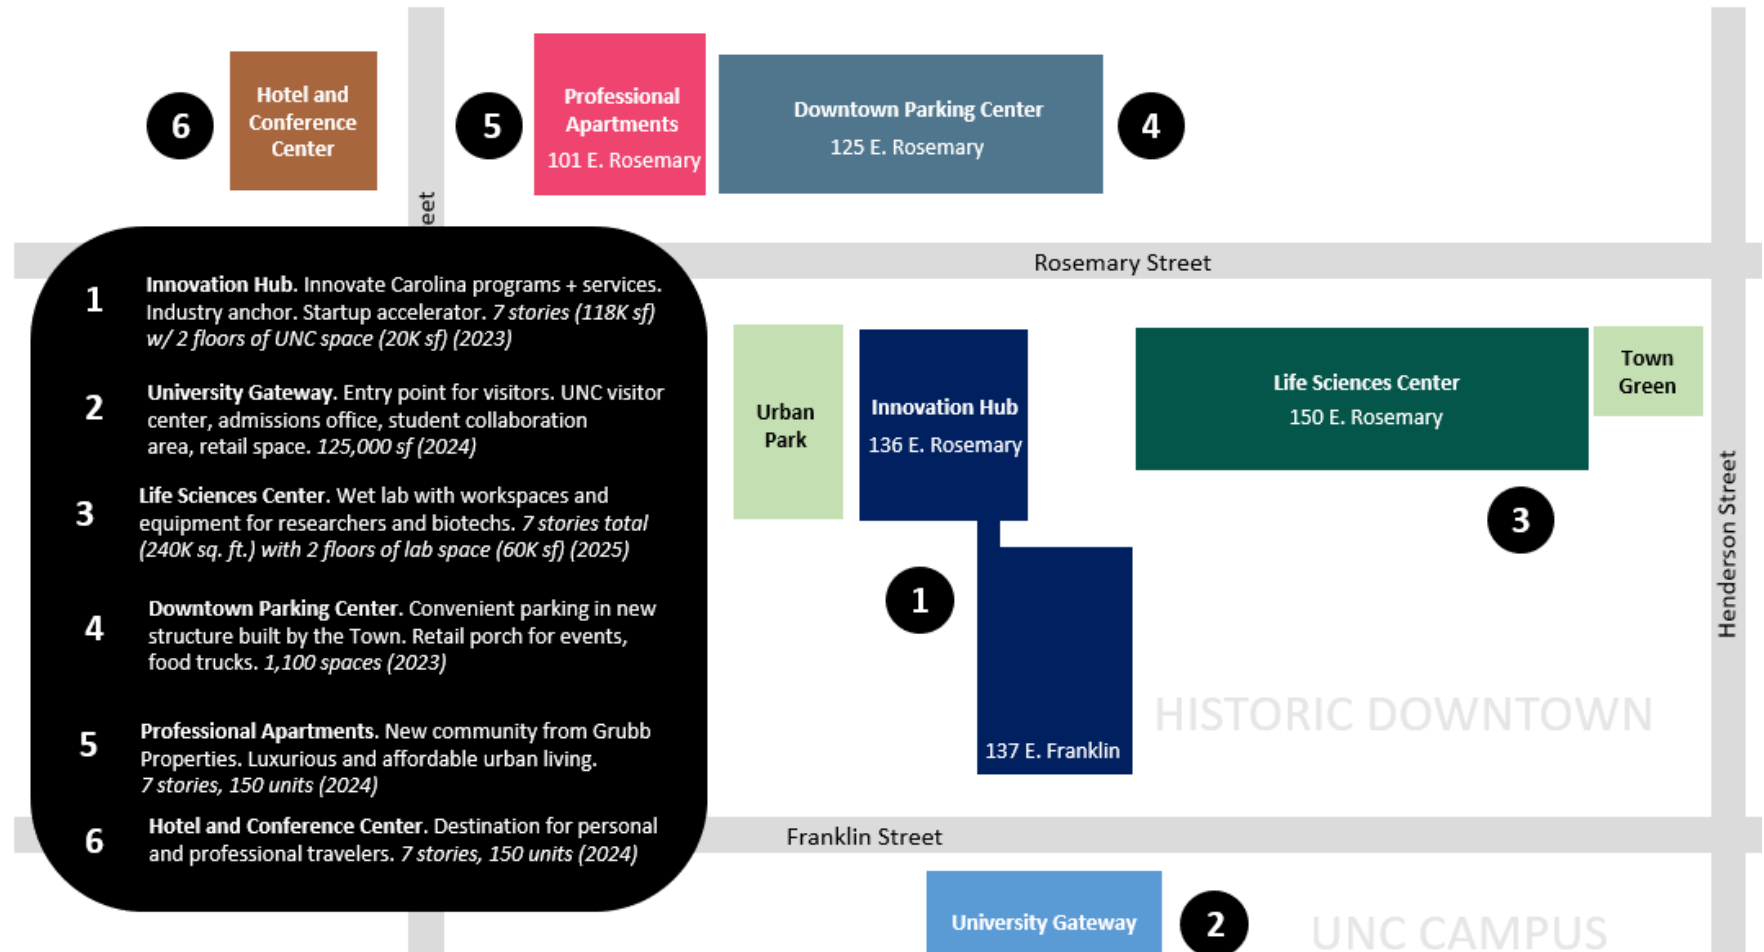 6
Hotel and
Conference
Center
5
Professional
Apartments
101 E. Rosemary
Downtown Parking Center
125 E. Rosemary
4
eet
Rosemary Street
1
Innovation Hub. Innovate Carolina programs + services.
Industry anchor. Startup accelerator. 7 stories (118K sf)
w/ 2 floors of UNC space (20K sf) (2023)
2
University Gateway. Entry point for visitors. UNC visitor
center, admissions office, student collaboration
area, retail space. 125,000 sf (2024)
3
Life Sciences Center. Wet lab with workspaces and
equipment for researchers and biotechs. 7 stories total
(240K sq. ft.) with 2 floors of lab space (60K sf) (2025)
4
Downtown Parking Center. Convenient parking in new
structure built by the Town. Retail porch for events,
food trucks. 1,100 spaces (2023)
5
Professional Apartments. New community from Grubb
Properties. Luxurious and affordable urban living.
7 stories, 150 units (2024)
6
Hotel and Conference Center. Destination for personal
and professional travelers. 7 stories, 150 units (2024)
Urban
Park
Innovation Hub
136 E. Rosemary
Life Sciences Center
150 E. Rosemary
Town
Green
3
1
137 E. Franklin
Henderson Street
HISTORIC DOWNTOWN
Franklin Street
University Gateway
2
UNC CAMPUS